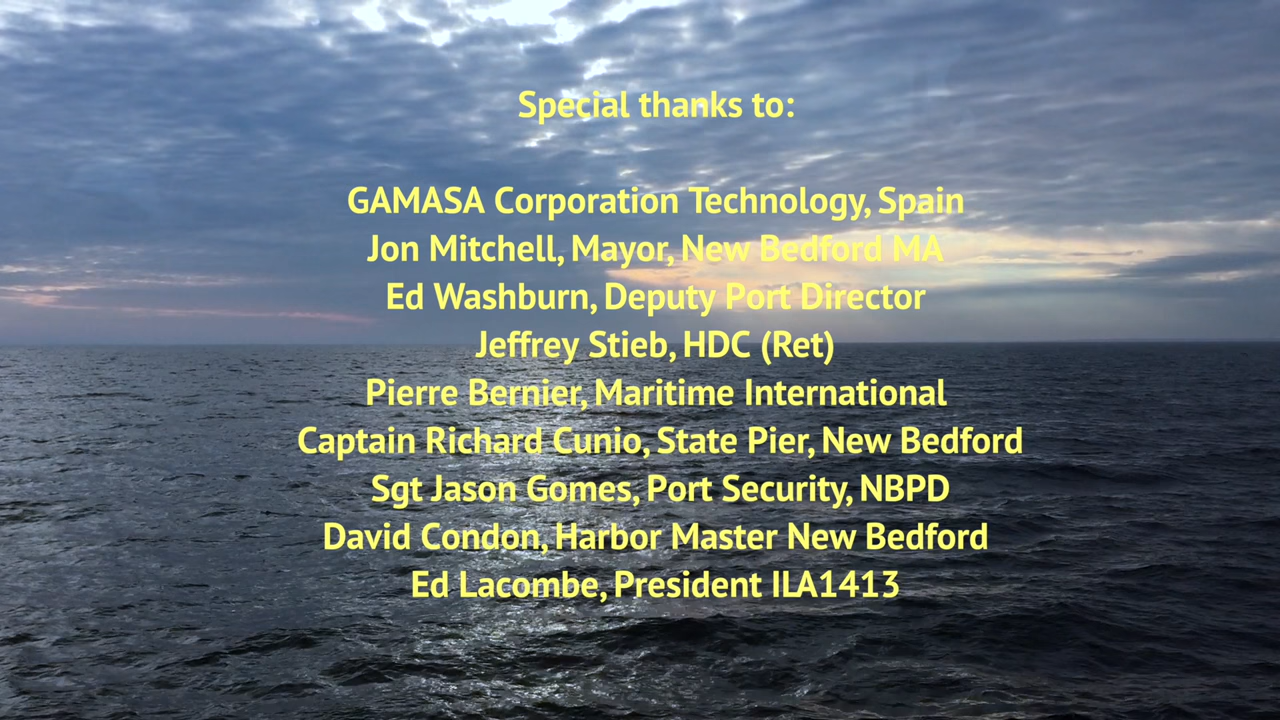 Special thanks to:
GAMASA Corporation Technology, Spain
Jon Mitchell, Mayor, New Bedford MA
Ed Washburn, Deputy Port Director
Jeffrey Stieb, HDC (Ret)
Pierre Bernier, Maritime International
Captain Richard Cunio, State Pier, New Bedford
Sgt Jason Gomes, Port Security, NBPD
David Condon, Harbor Master New Bedford
Ed Lacombe, President ILA1413